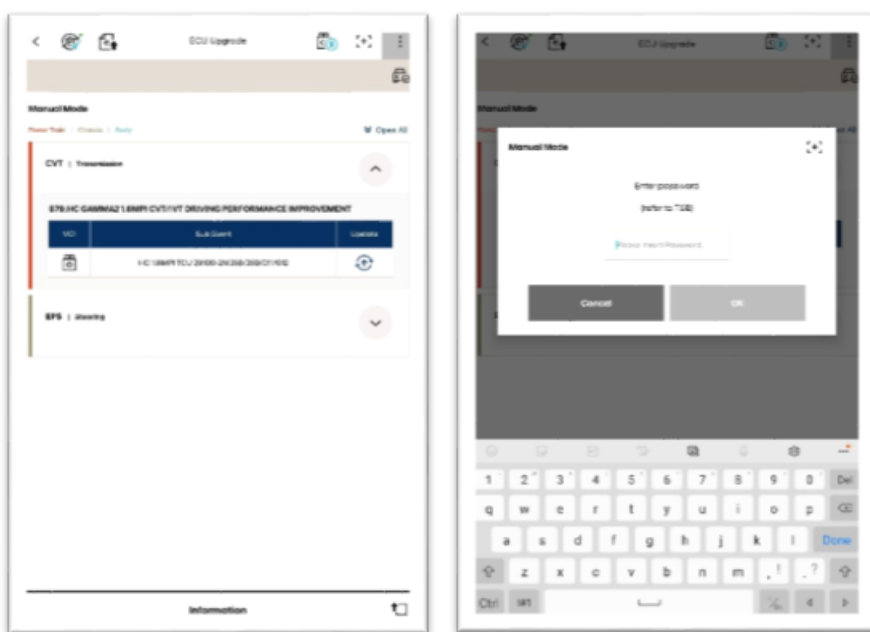 ECU Upgrade
Manual Mode
Power Train | Chassis | Body
Open All
CVT | Transmission
HC GAMMA2 1.6MPI CVT/IVT DRIVING PERFORMANCE IMPROVEMENT
VCI Sub Event Update
EPS | Steering
Information
ECU Upgrade
Manual Mode
Manual Mode
Enter password
(refer to TSB)
Please Insert Password.
Cancel
OK
1 2 3 4 5 6 7 8 9 0 Del
q w e r t y u i o p
a s d f g h j k l Done
z x c v b n m , ! . ?
Ctrl